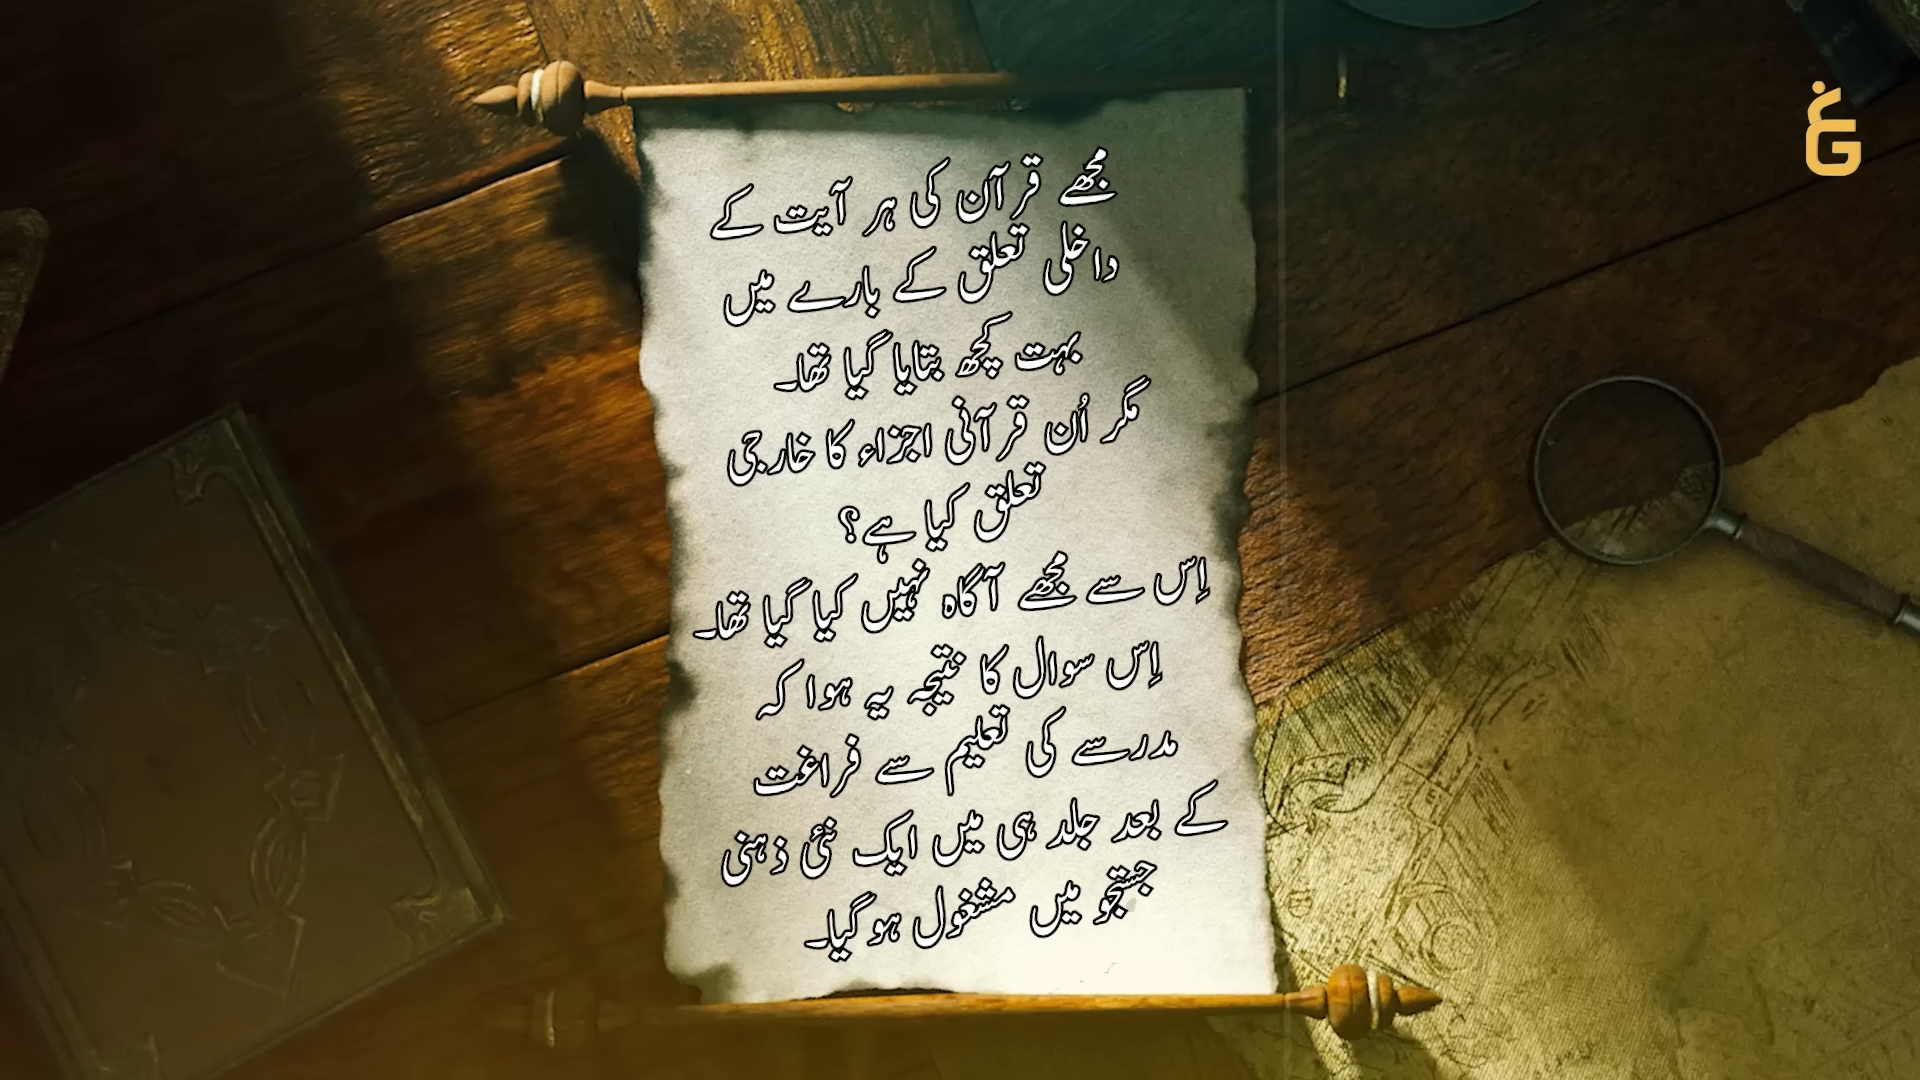 مجھے قرآن کی ہر آیت کے
داخلی تعلق کے بارے میں
بہت کچھ بتایا گیا تھا۔
مگر اُن قرآنی اجزاء کا خارجی
تعلق کیا ہے؟
اِس سے مجھے آگاہ نہیں کیا گیا تھا۔
اِس سوال کا نتیجہ یہ ہوا کہ
مدرسے کی تعلیم سے فراغت
کے بعد جلد ہی میں ایک نئی ذہنی
جستجو میں مشغول ہو گیا۔